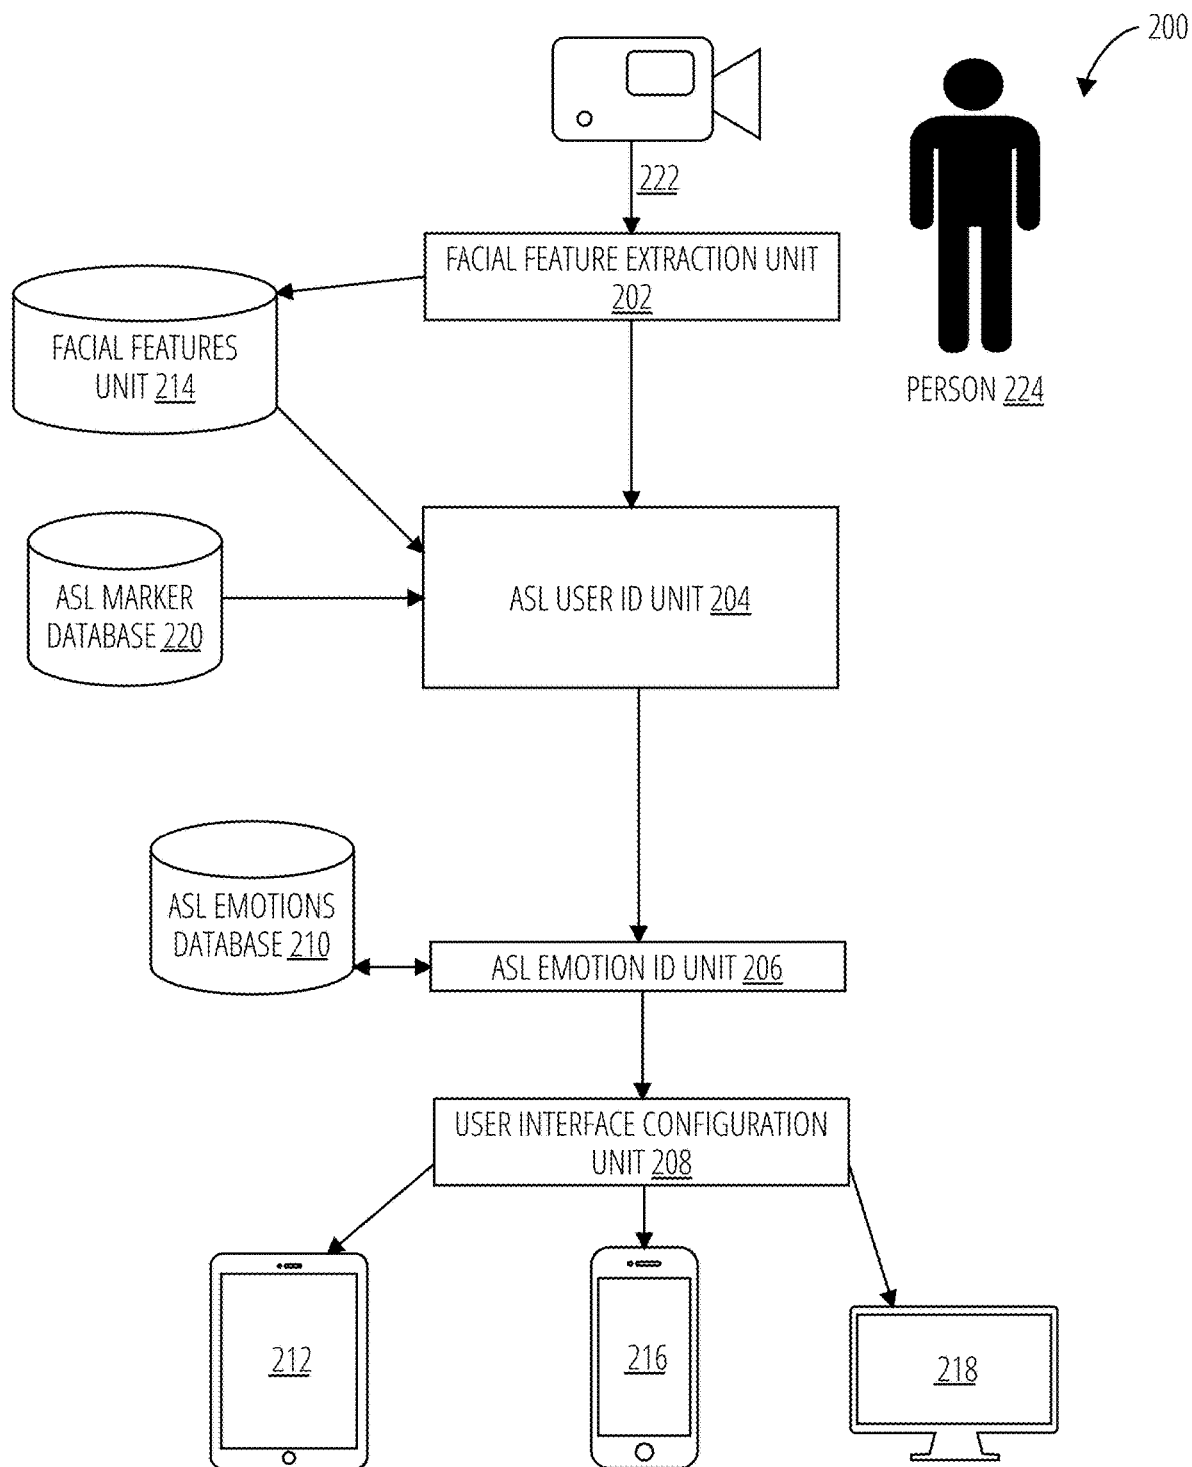 200
222
FACIAL FEATURE EXTRACTION UNIT
202
FACIAL FEATURES
UNIT 214
PERSON 224
ASL MARKER
DATABASE 220
ASL USER ID UNIT 204
ASL EMOTIONS
DATABASE 210
ASL EMOTION ID UNIT 206
USER INTERFACE CONFIGURATION
UNIT 208
212
216
218